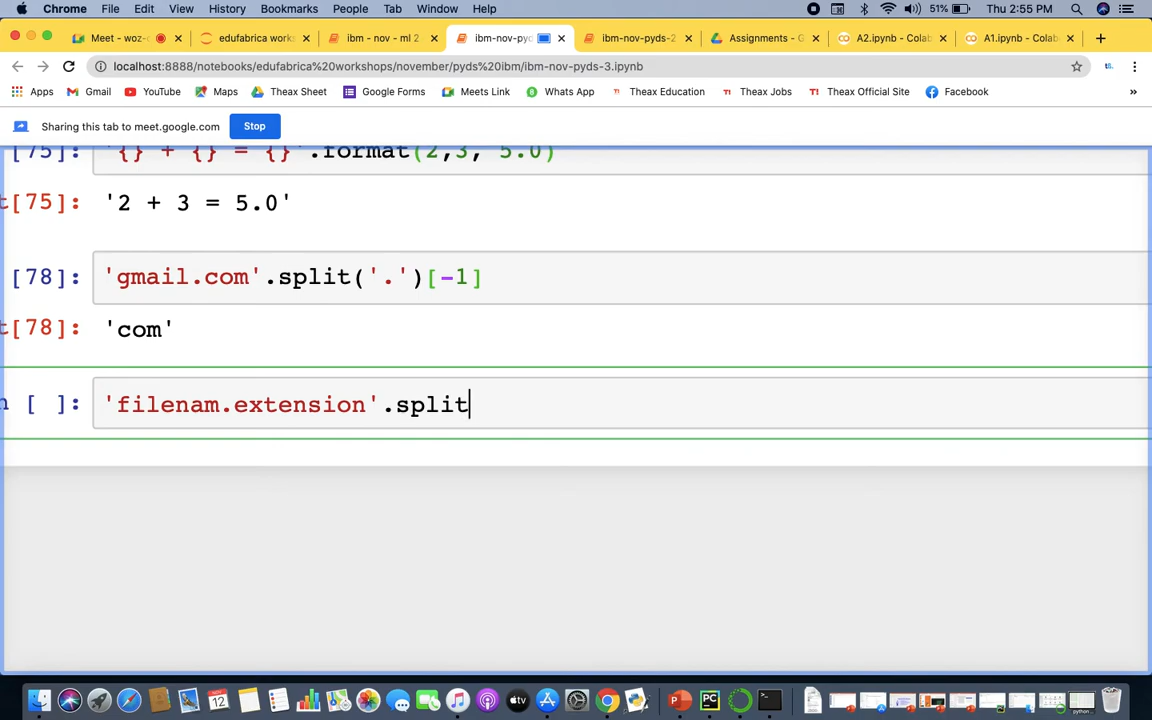 Chrome File Edit View History Bookmarks People Tab Window Help 51% Thu 2:55 PM
Meet - woz- edufabrica works ibm - nov - ml 2. ibm-nov-pyd ibm-nov-pyds-2 Assignments - G A2.ipynb - Colab A1.ipynb - Colab
localhost:8888/notebooks/edufabrica%20workshops/november/pyds%20ibm/ibm-nov-pyds-3.ipynb
Apps Gmail YouTube Maps Theax Sheet Google Forms Meets Link Whats App Theax Education Theax Jobs Theax Official Site Facebook »
Sharing this tab to meet.google.com Stop
[75]: '{} + {} = {}'.format(2,3, 5.0)
t[75]: '2 + 3 = 5.0'
[78]: 'gmail.com'.split('.')[-1]
t[78]: 'com'
n [ ]: 'filenam.extension'.split